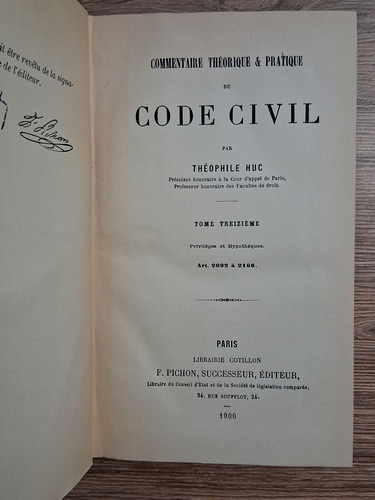 it être revêtu de la signa-
e de l'éditeur.
F. Pichon
COMMENTAIRE THÉORIQUE & PRATIQUE
DU
CODE CIVIL
PAR
THÉOPHILE HUC
Président honoraire à la Cour d'appel de Paris,
Professeur honoraire des Facultés de droit.
TOME TREIZIÈME
Privilèges et Hypothèques.
Art. 2092 à 2166.
PARIS
LIBRAIRIE COTILLON
F. PICHON, SUCCESSEUR, ÉDITEUR,
Libraire du Conseil d'État et de la Société de législation comparée,
24, RUE SOUFFLOT, 24.
1900